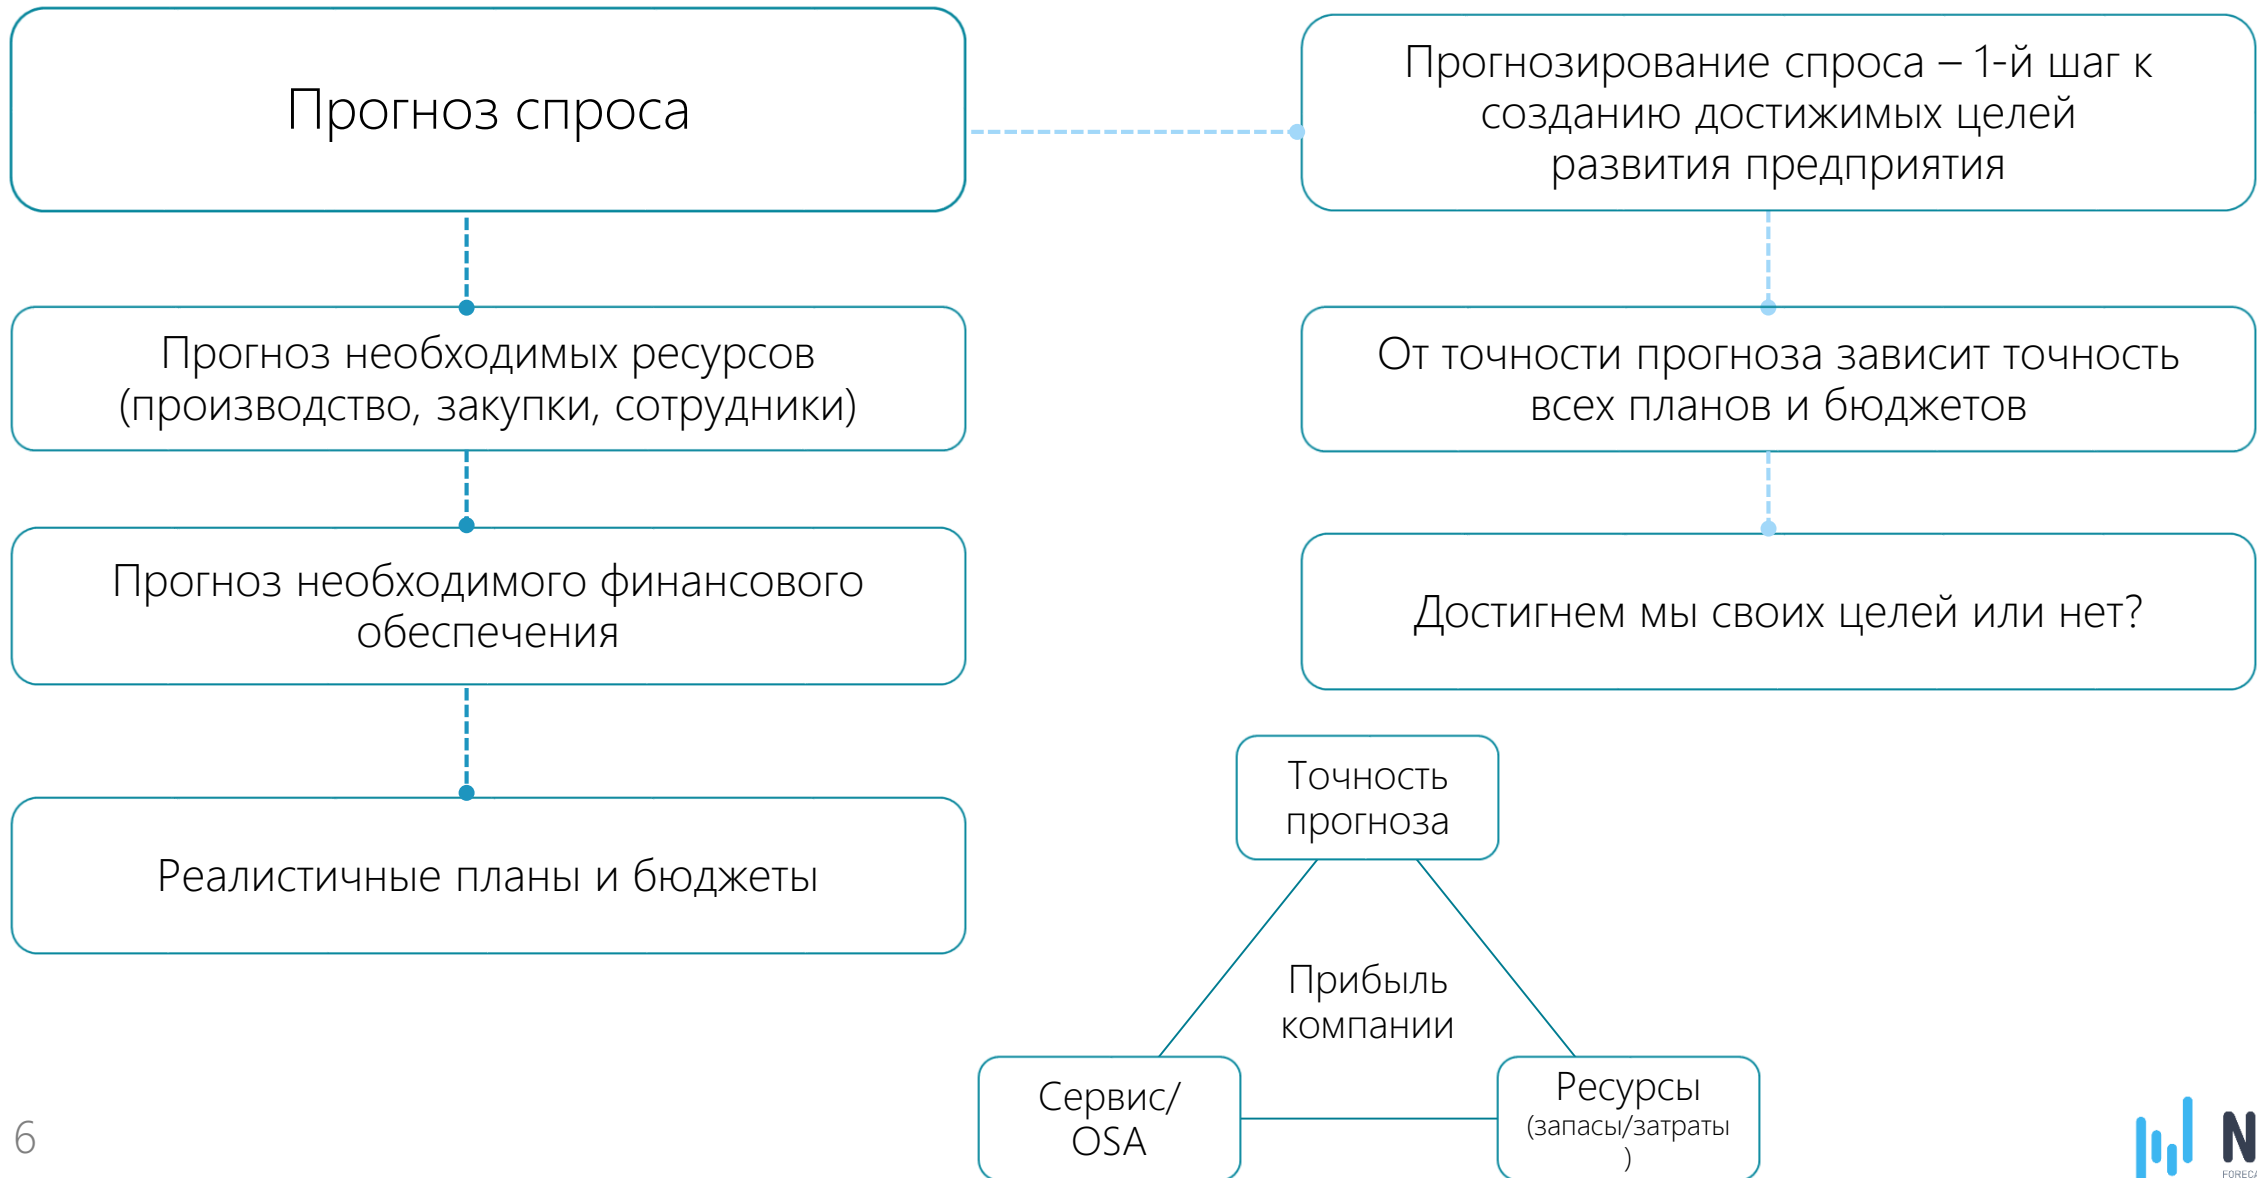 Прогноз спроса
Прогноз необходимых ресурсов
(производство, закупки, сотрудники)
Прогноз необходимого финансового
обеспечения
Реалистичные планы и бюджеты
Прогнозирование спроса – 1-й шаг к
созданию достижимых целей
развития предприятия
От точности прогноза зависит точность
всех планов и бюджетов
Достигнем мы своих целей или нет?
Точность
прогноза
Прибыль
компании
Сервис/
OSA
Ресурсы
(запасы/затраты
)
6
N